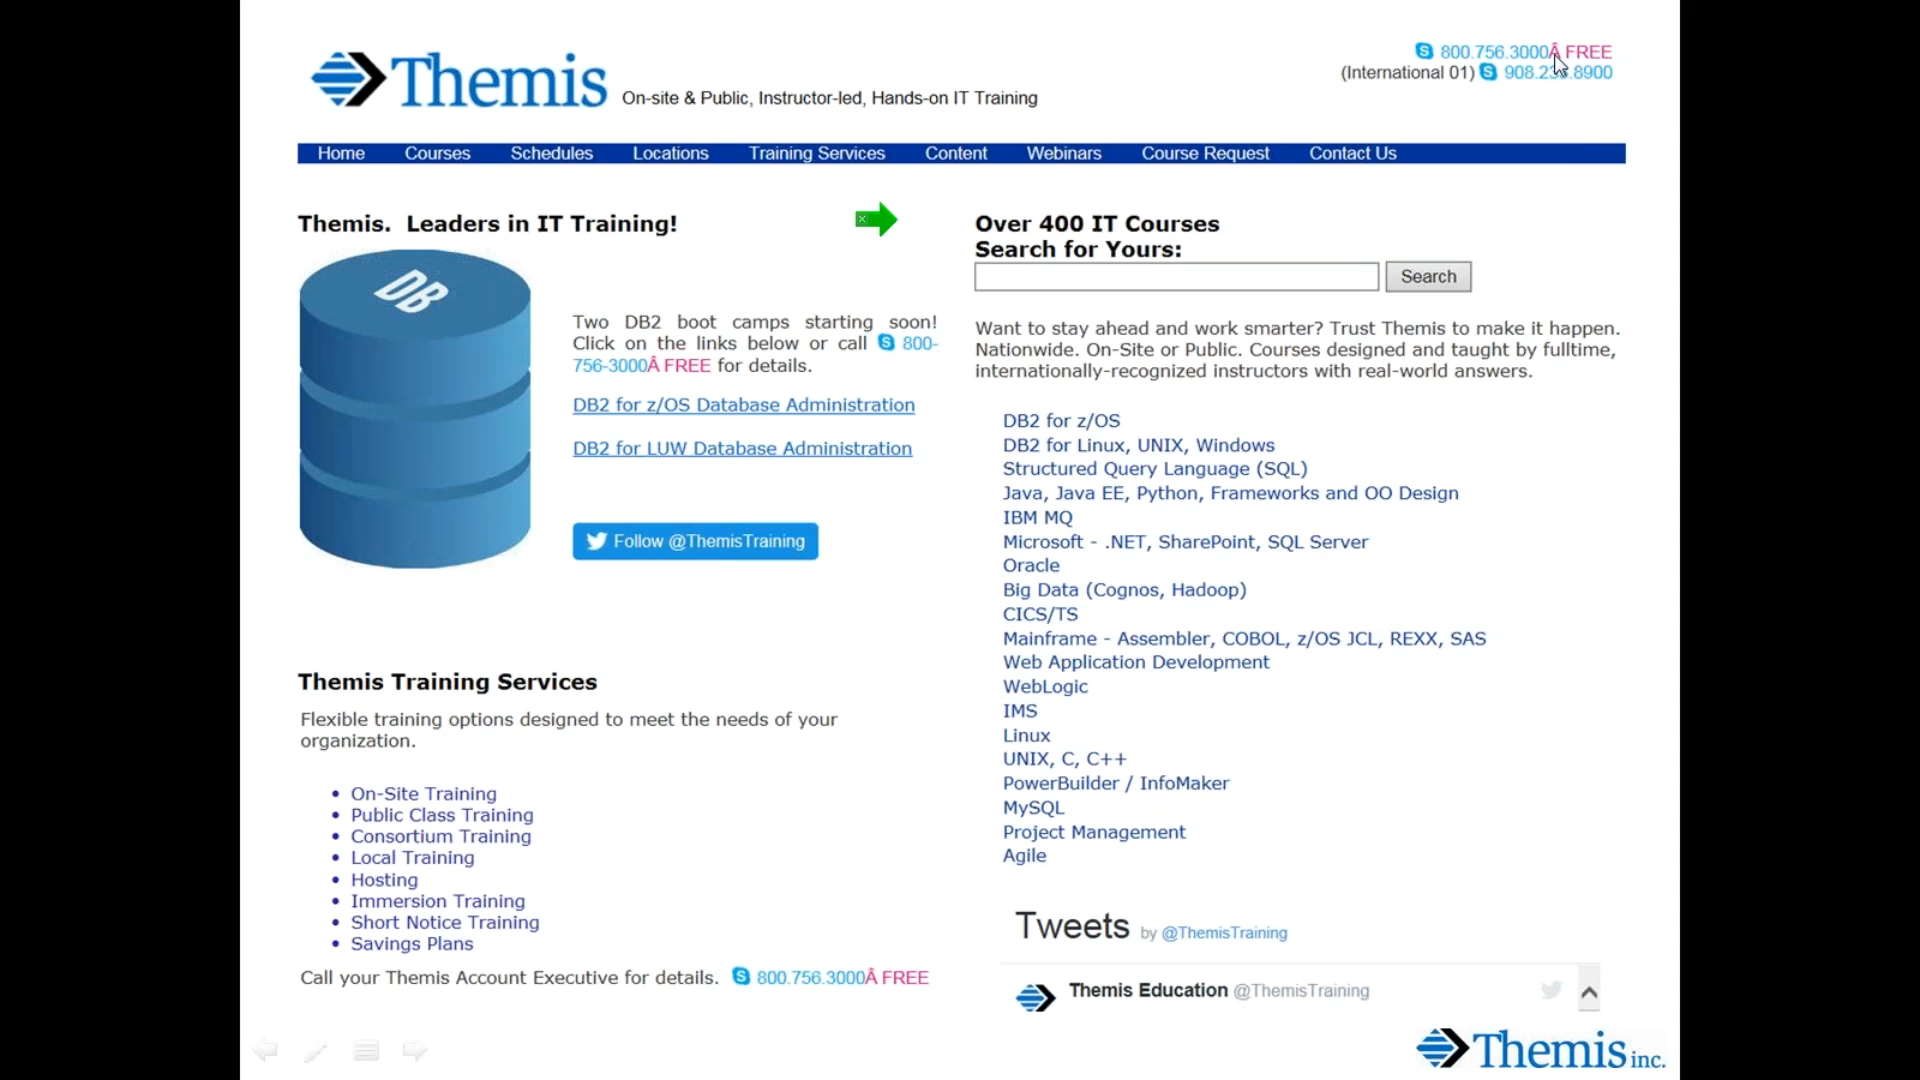 Themis
On-site & Public, Instructor-led, Hands-on IT Training
800.756.3000Â FREE
(International 01) 908.233.8900
Home Courses Schedules Locations Training Services Content Webinars Course Request Contact Us
Themis. Leaders in IT Training!
DB
Two DB2 boot camps starting soon!
Click on the links below or call 800-
756-3000Â FREE for details.
DB2 for z/OS Database Administration
DB2 for LUW Database Administration
Follow @ThemisTraining
Themis Training Services
Flexible training options designed to meet the needs of your
organization.
• On-Site Training
• Public Class Training
• Consortium Training
• Local Training
• Hosting
• Immersion Training
• Short Notice Training
• Savings Plans
Call your Themis Account Executive for details. 800.756.3000Â FREE
Over 400 IT Courses
Search for Yours:
Search
Want to stay ahead and work smarter? Trust Themis to make it happen.
Nationwide. On-Site or Public. Courses designed and taught by fulltime,
internationally-recognized instructors with real-world answers.
DB2 for z/OS
DB2 for Linux, UNIX, Windows
Structured Query Language (SQL)
Java, Java EE, Python, Frameworks and OO Design
IBM MQ
Microsoft - .NET, SharePoint, SQL Server
Oracle
Big Data (Cognos, Hadoop)
CICS/TS
Mainframe - Assembler, COBOL, z/OS JCL, REXX, SAS
Web Application Development
WebLogic
IMS
Linux
UNIX, C, C++
PowerBuilder / InfoMaker
MySQL
Project Management
Agile
Tweets by @ThemisTraining
Themis Education @ThemisTraining
Themis inc.